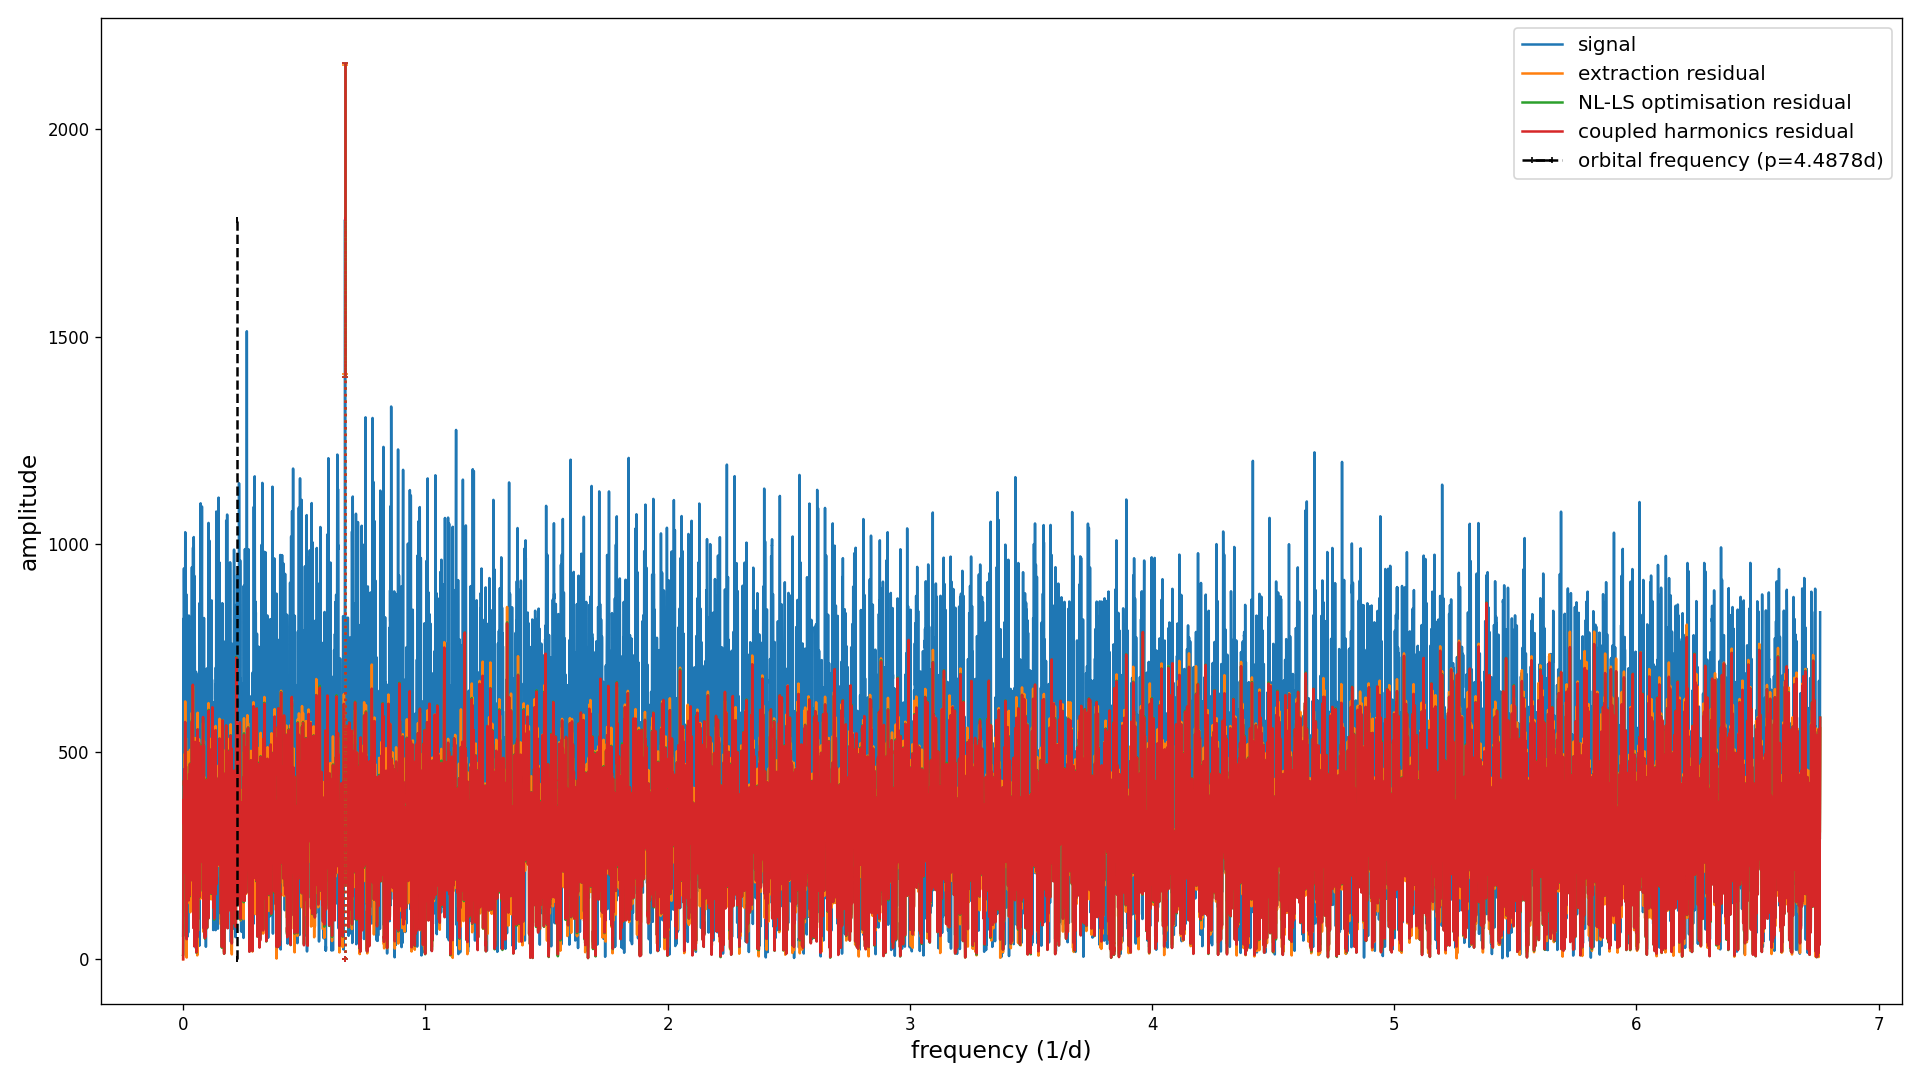 signal
extraction residual
NL-LS optimisation residual
coupled harmonics residual
orbital frequency (p=4.4878d)
amplitude
2000
1500
1000
500
0
0 1 2 3 4 5 6 7
frequency (1/d)